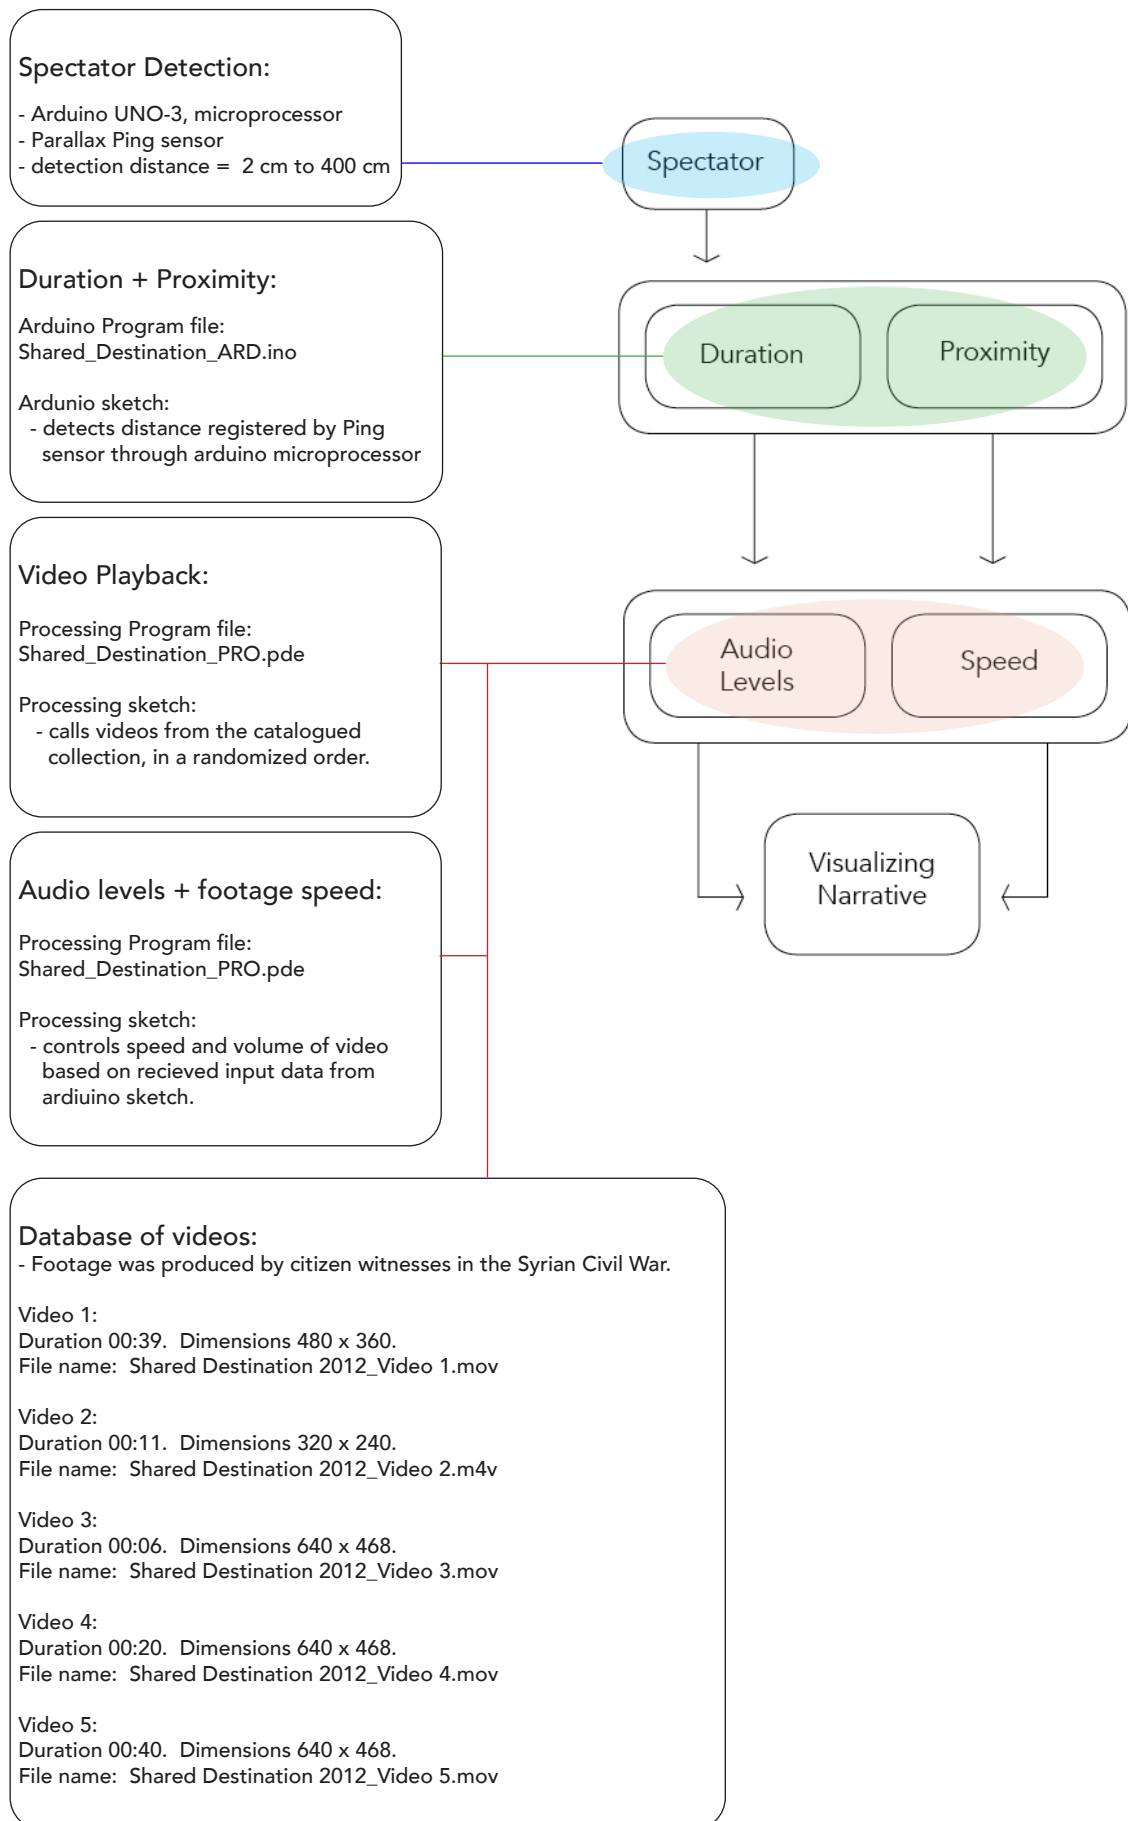 Spectator Detection:
- Arduino UNO-3, microprocessor
- Parallax Ping sensor
- detection distance =  2 cm to 400 cm
Spectator
Duration + Proximity:
Arduino Program file:
Shared_Destination_ARD.ino
Ardunio sketch:
- detects distance registered by Ping
sensor through arduino microprocessor
Duration
Proximity
Video Playback:
Processing Program file:
Shared_Destination_PRO.pde
Processing sketch:
- calls videos from the catalogued
collection, in a randomized order.
Audio
Levels
Speed
Visualizing
Narrative
Audio levels + footage speed:
Processing Program file:
Shared_Destination_PRO.pde
Processing sketch:
- controls speed and volume of video
based on recieved input data from
ardiuino sketch.
Database of videos:
- Footage was produced by citizen witnesses in the Syrian Civil War.
Video 1:
Duration 00:39.  Dimensions 480 x 360.
File name:  Shared Destination 2012_Video 1.mov
Video 2:
Duration 00:11.  Dimensions 320 x 240.
File name:  Shared Destination 2012_Video 2.m4v
Video 3:
Duration 00:06.  Dimensions 640 x 468.
File name:  Shared Destination 2012_Video 3.mov
Video 4:
Duration 00:20.  Dimensions 640 x 468.
File name:  Shared Destination 2012_Video 4.mov
Video 5:
Duration 00:40.  Dimensions 640 x 468.
File name:  Shared Destination 2012_Video 5.mov